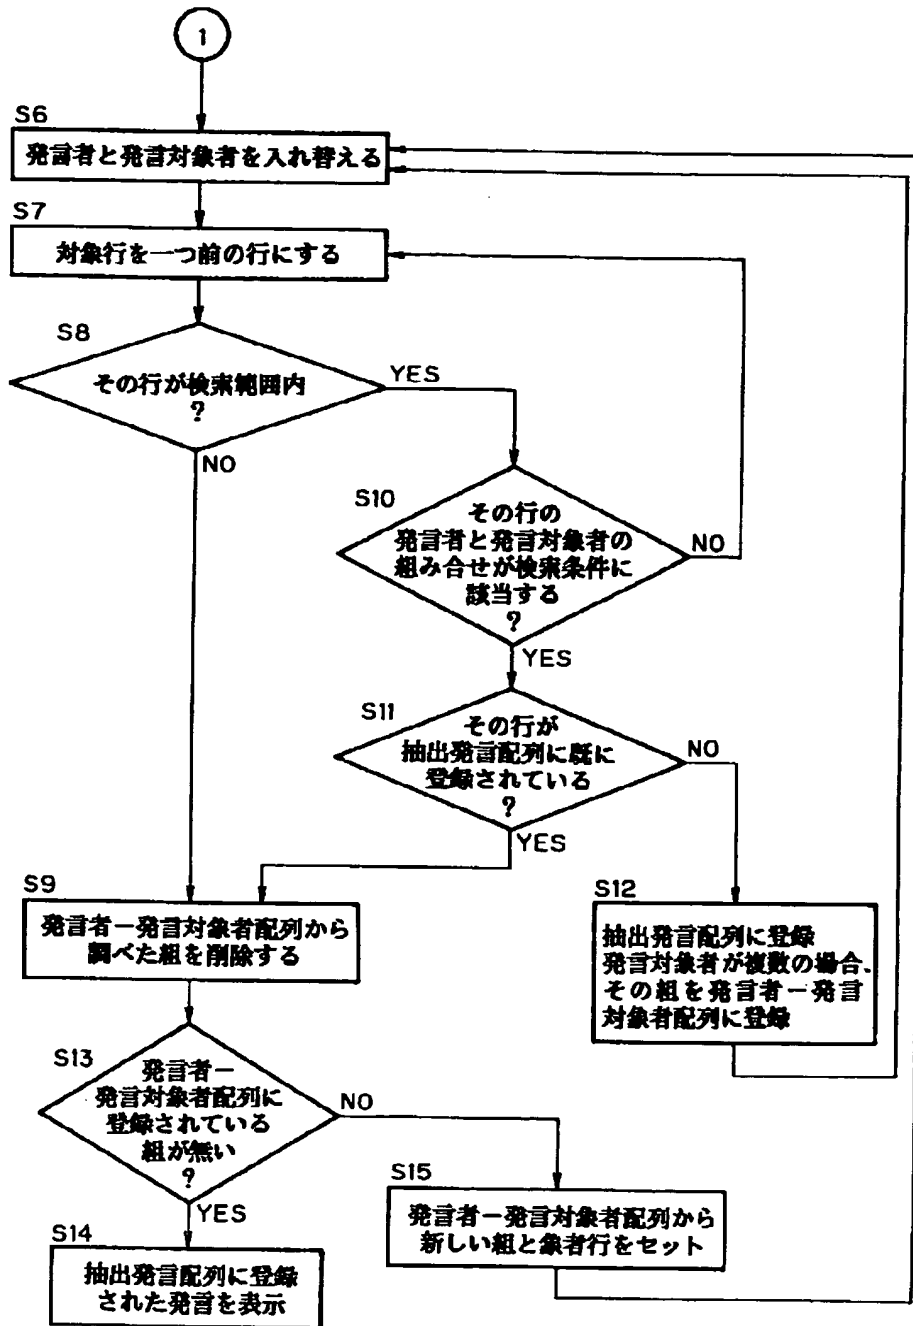 1
S6
発言者と発言対象者を入れ替える
S7
対象行を一つ前の行にする
S8
その行が検索範囲内
?
YES
NO
S10
その行の
発言者と発言対象者の
組み合せが検索条件に
該当する
?
NO
YES
S11
その行が
抽出発言配列に既に
登録されている
?
NO
YES
S9
発言者－発言対象者配列から
調べた組を削除する
S12
抽出発言配列に登録
発言対象者が複数の場合、
その組を発言者－発言
対象者配列に登録
S13
発言者－
発言対象者配列に
登録されている
組が無い
?
NO
YES
S15
発言者－発言対象者配列から
新しい組と象者行をセット
S14
抽出発言配列に登録
された発言を表示